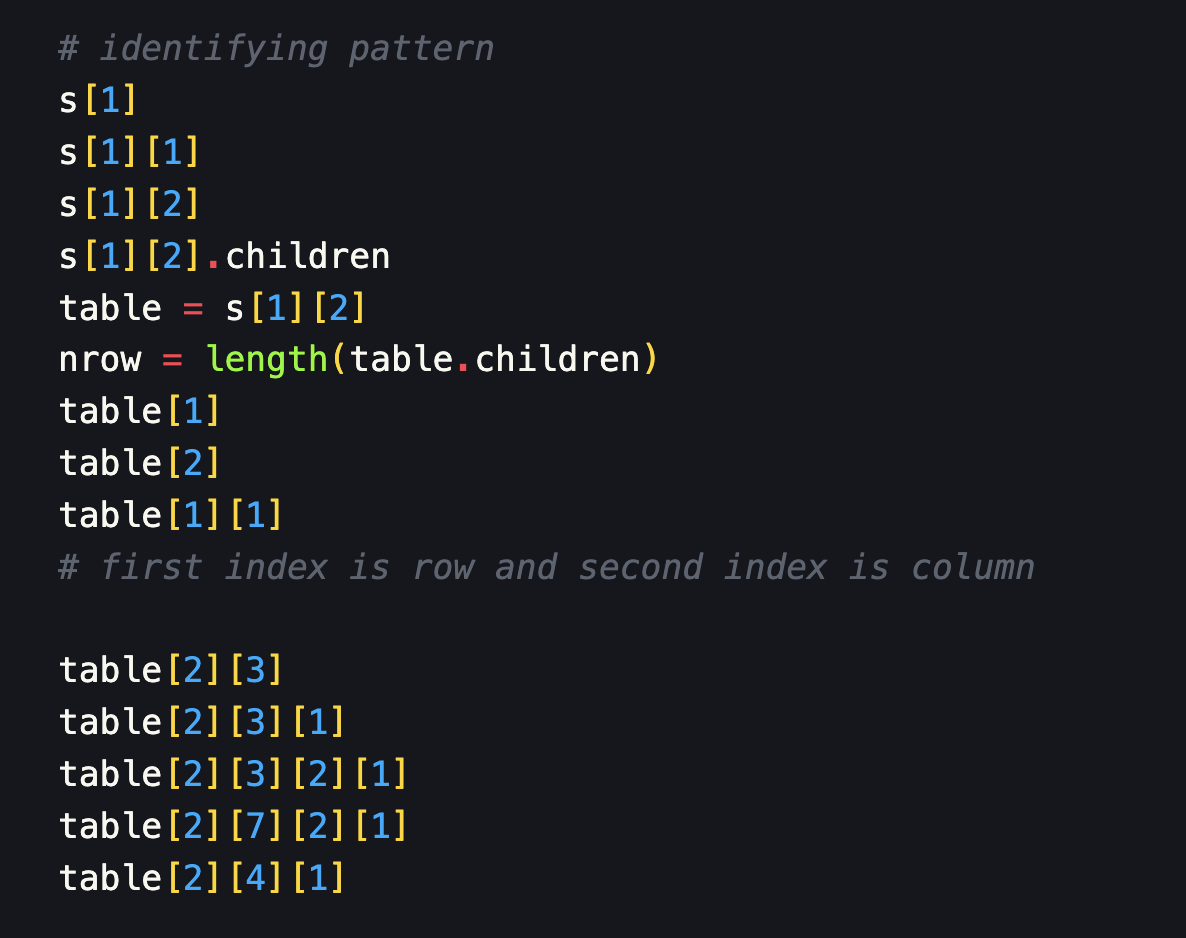 # identifying pattern
s[1]
s[1][1]
s[1][2]
s[1][2].children
table = s[1][2]
nrow = length(table.children)
table[1]
table[2]
table[1][1]
# first index is row and second index is column
table[2][3]
table[2][3][1]
table[2][3][2][1]
table[2][7][2][1]
table[2][4][1]